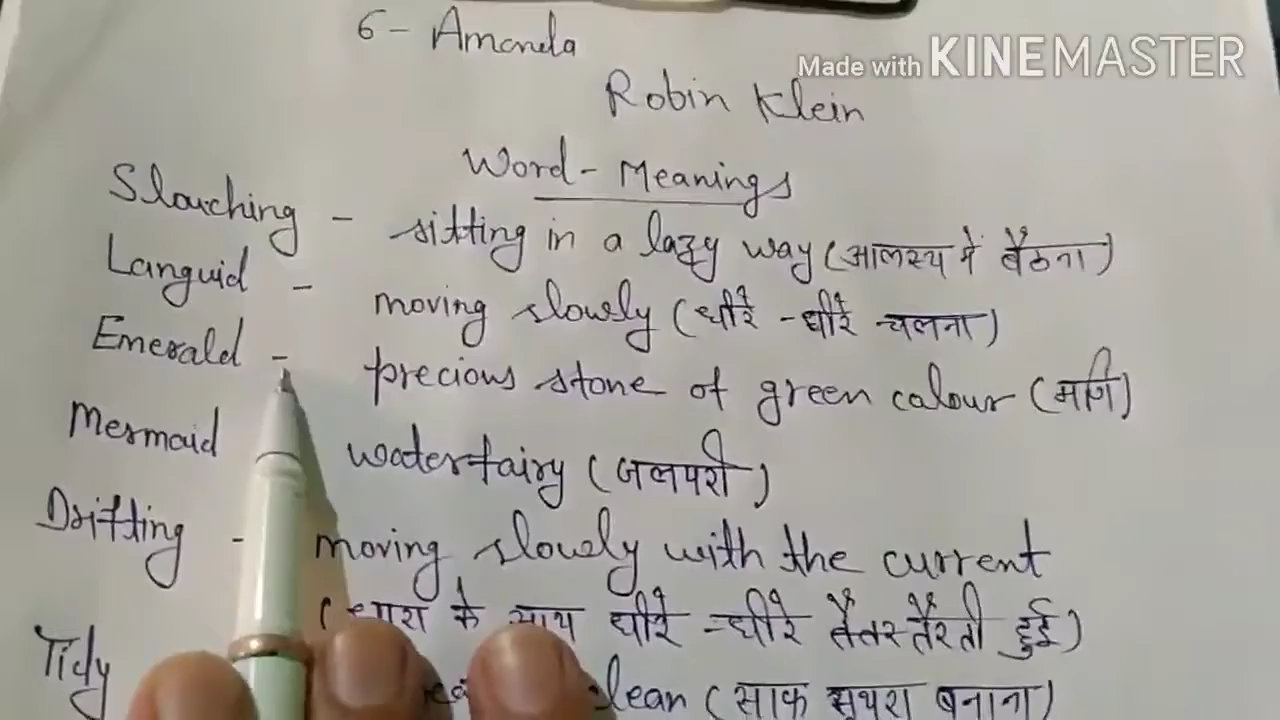 6- Amanda
Made with KINEMASTER
Robin Klein
Word-Meanings
Slouching - sitting in a lazy way (आलस्य में बैठना)
Languid - moving slowly (धीरे-धीरे चलना)
Emerald - precious stone of green colour (मणि)
Mermaid waterfairy (जलपरी)
Drifting - moving slowly with the current
(धारा के साथ धीरे-धीरे तैरती हुई)
Tidy clean (साफ सुथरा बनाना)